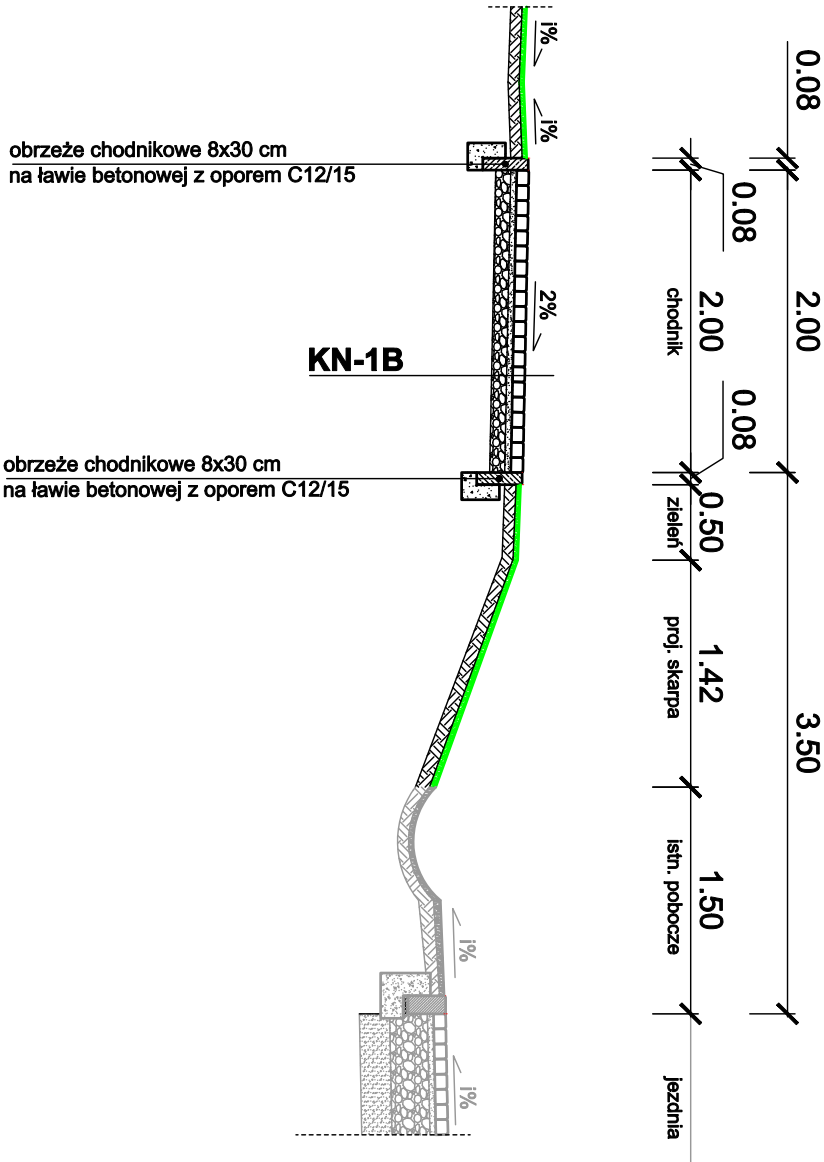 0.08
2.00
3.50
0.08
2.00
0.08
0.50
1.42
1.50
chodnik
zieleń
proj. skarpa
istn. pobocze
jezdnia
i%
i%
2%
i%
i%
obrzeże chodnikowe 8x30 cm
na ławie betonowej z oporem C12/15
KN-1B
obrzeże chodnikowe 8x30 cm
na ławie betonowej z oporem C12/15